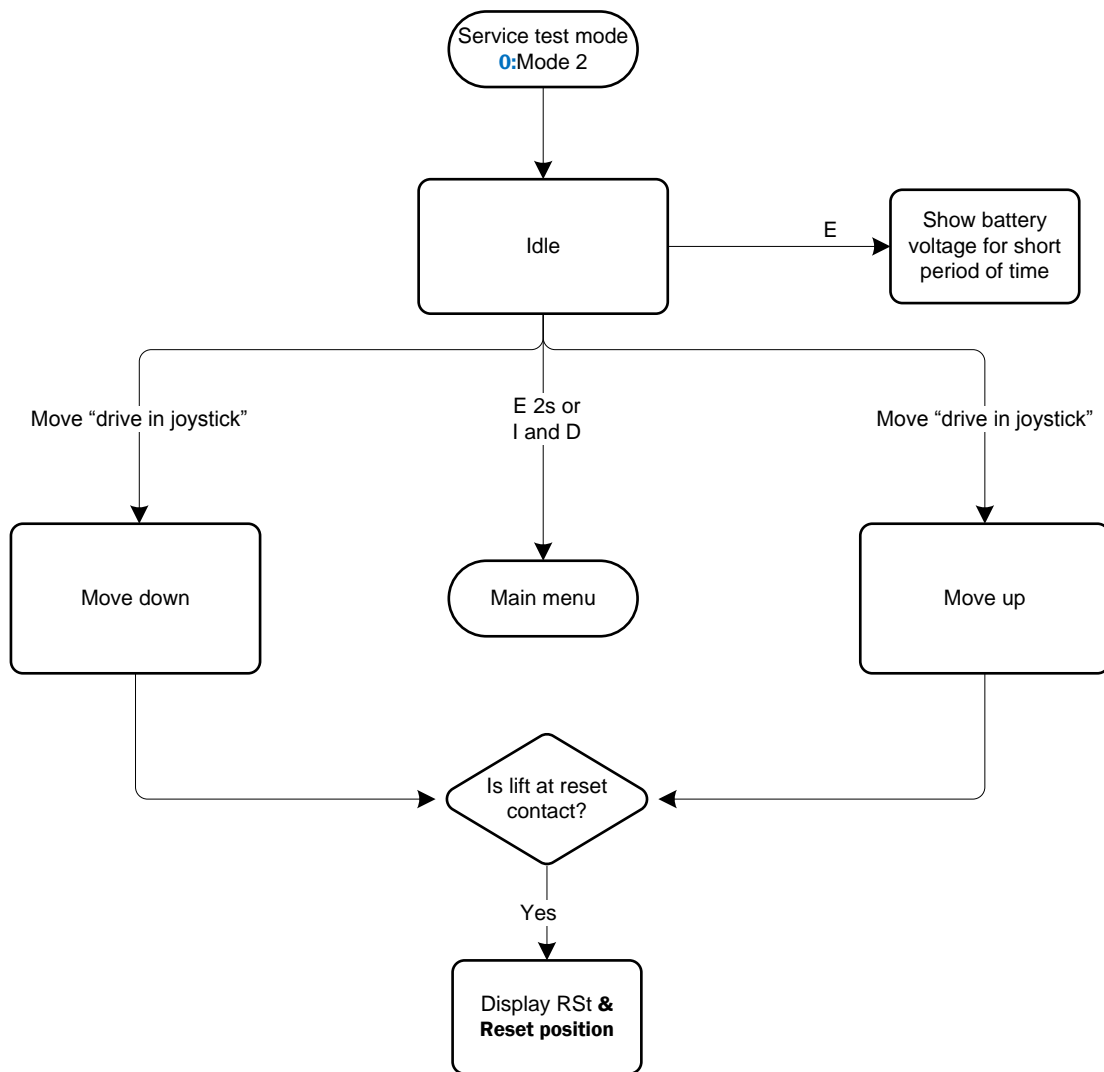 Service test mode
0:Mode 2
Idle
E
Show battery
voltage for short
period of time
Move “drive in joystick”
E 2s or
I and D
Move “drive in joystick”
Move down
Main menu
Move up
Is lift at reset
contact?
Yes
Display RSt &
Reset position